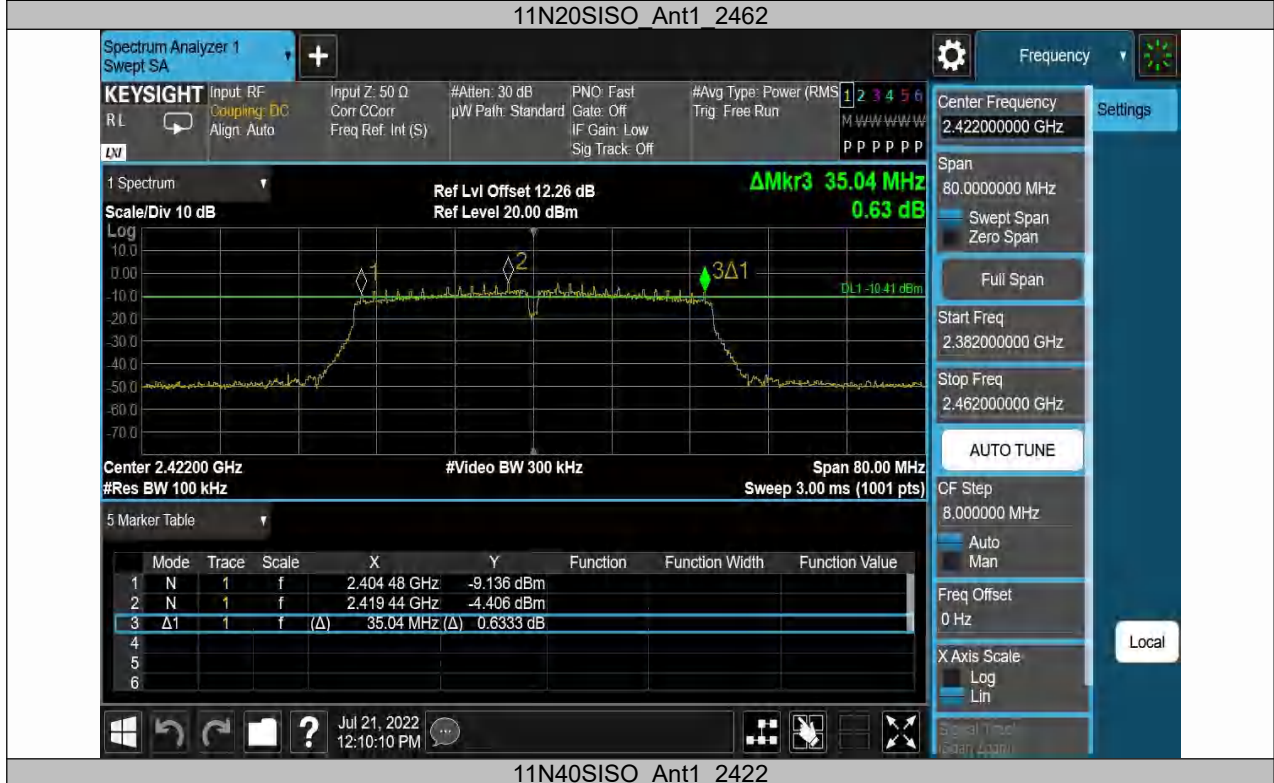 11N20SISO_Ant1_2462
Spectrum Analyzer 1
Swept SA
+
Frequency
KEYSIGHT
RL
LXI
Input: RF
Coupling: DC
Align: Auto
Input Z: 50 Ω
Corr CCorr
Freq Ref: Int (S)
#Atten: 30 dB
µW Path: Standard
PNO: Fast
Gate: Off
IF Gain: Low
Sig Track: Off
#Avg Type: Power (RMS
Trig: Free Run
1 2 3 4 5 6
M W W W W W
P P P P P P
Center Frequency
2.422000000 GHz
Settings
Span
80.0000000 MHz
Swept Span
Zero Span
Full Span
Start Freq
2.382000000 GHz
Stop Freq
2.462000000 GHz
AUTO TUNE
CF Step
8.000000 MHz
Auto
Man
Freq Offset
0 Hz
X Axis Scale
Log
Lin
Local
1 Spectrum
Scale/Div 10 dB
Ref Lvl Offset 12.26 dB
Ref Level 20.00 dBm
ΔMkr3 35.04 MHz
0.63 dB
Log
10.0
0.00
-10.0
-20.0
-30.0
-40.0
-50.0
-60.0
-70.0
1
2
3Δ1
DL1 -10.41 dBm
Center 2.42200 GHz
#Video BW 300 kHz
Span 80.00 MHz
#Res BW 100 kHz
Sweep 3.00 ms (1001 pts)
5 Marker Table
Mode Trace Scale X Y Function Function Width Function Value
1 N 1 f 2.404 48 GHz -9.136 dBm
2 N 1 f 2.419 44 GHz -4.406 dBm
3 Δ1 1 f (Δ) 35.04 MHz (Δ) 0.6333 dB
4
5
6
?
Jul 21, 2022
12:10:10 PM
11N40SISO_Ant1_2422